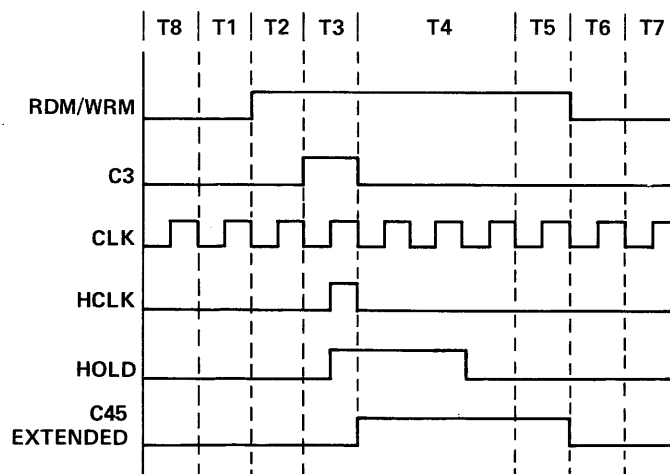 T8 T1 T2 T3 T4 T5 T6 T7
RDM/WRM
C3
CLK
HCLK
HOLD
C45
EXTENDED